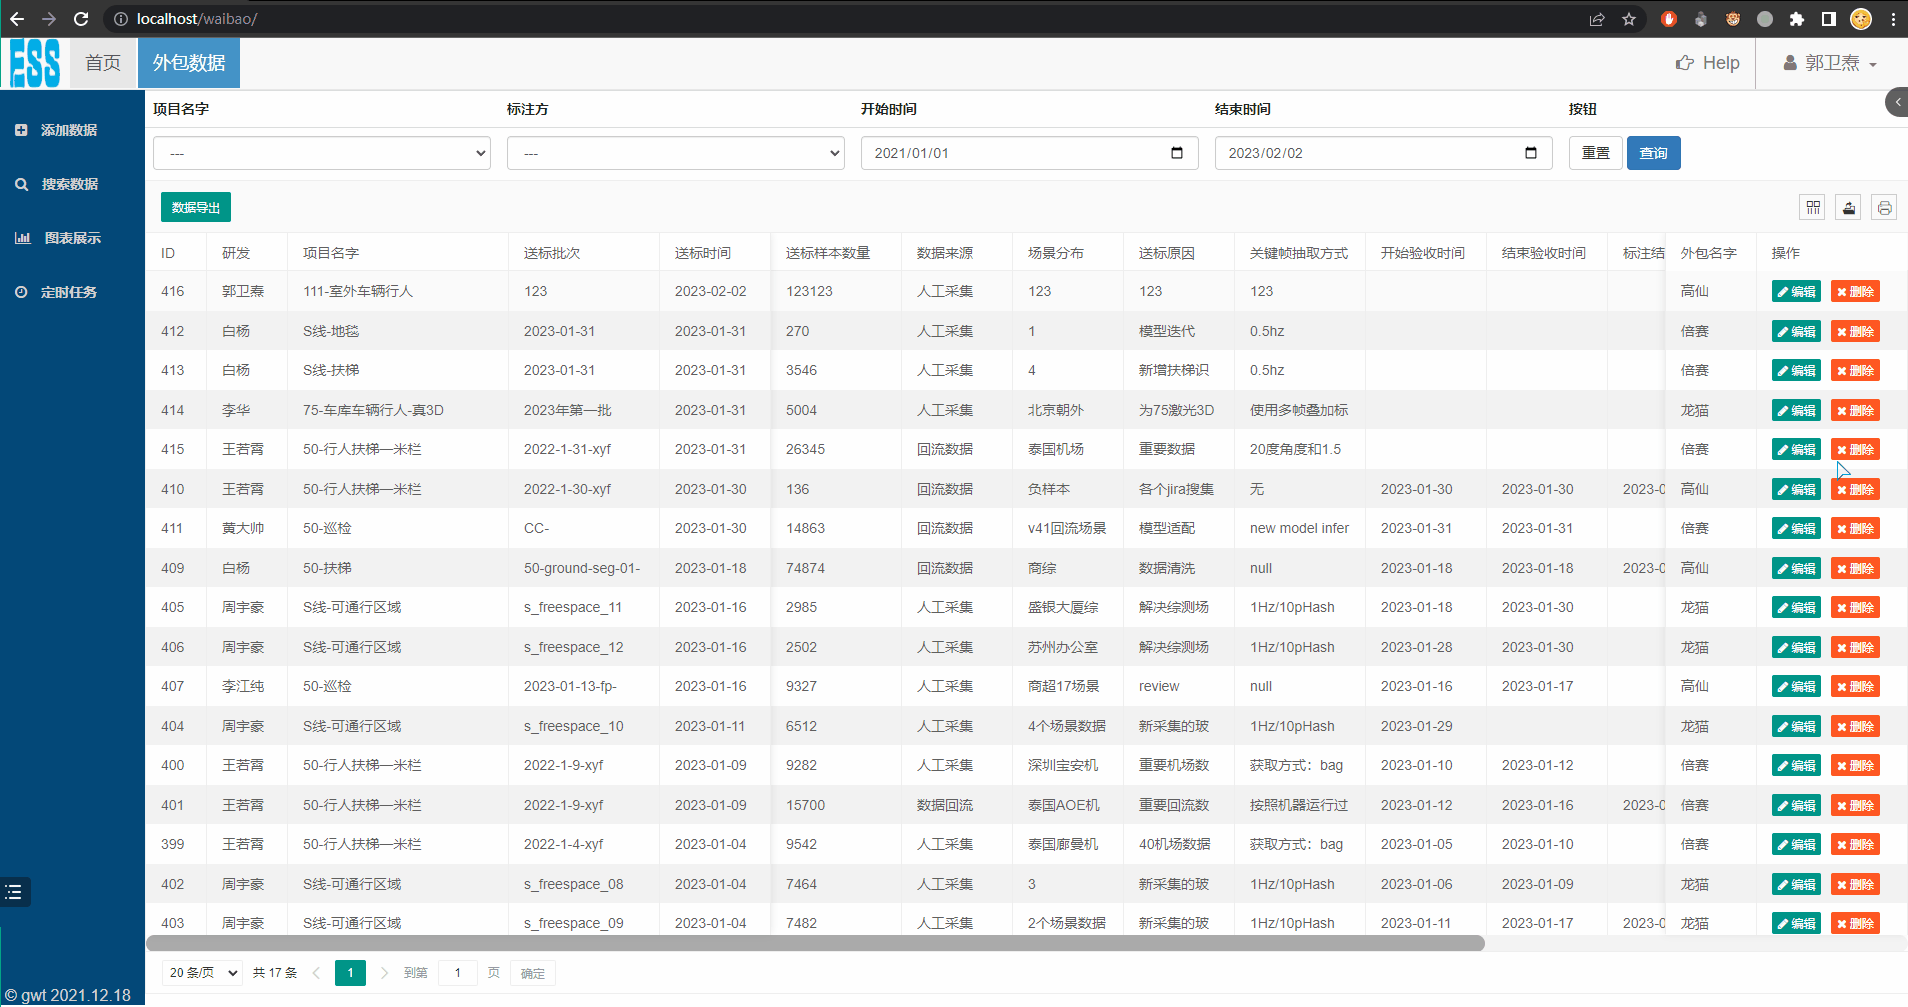 localhost/waibao/
ESS 首页 外包数据 Help 郭卫焘
添加数据
搜索数据
图表展示
定时任务
© gwt 2021.12.18
项目名字 标注方 开始时间 结束时间 按钮
--- --- 2021/01/01 2023/02/02 重置 查询
数据导出
ID 研发 项目名字 送标批次 送标时间 送标样本数量 数据来源 场景分布 送标原因 关键帧抽取方式 开始验收时间 结束验收时间 标注结 外包名字 操作
416 郭卫焘 111-室外车辆行人 123 2023-02-02 123123 人工采集 123 123 123 高仙 编辑 删除
412 白杨 S线-地毯 2023-01-31 2023-01-31 270 人工采集 1 模型迭代 0.5hz 倍赛 编辑 删除
413 白杨 S线-扶梯 2023-01-31 2023-01-31 3546 人工采集 4 新增扶梯识 0.5hz 倍赛 编辑 删除
414 李华 75-车库车辆行人-真3D 2023年第一批 2023-01-31 5004 人工采集 北京朝外 为75激光3D 使用多帧叠加标 龙猫 编辑 删除
415 王若霄 50-行人扶梯—米栏 2022-1-31-xyf 2023-01-31 26345 回流数据 泰国机场 重要数据 20度角度和1.5 倍赛 编辑 删除
410 王若霄 50-行人扶梯—米栏 2022-1-30-xyf 2023-01-30 136 回流数据 负样本 各个jira搜集 无 2023-01-30 2023-01-30 2023-0 高仙 编辑 删除
411 黄大帅 50-巡检 CC- 2023-01-30 14863 回流数据 v41回流场景 模型适配 new model infer 2023-01-31 2023-01-31 倍赛 编辑 删除
409 白杨 50-扶梯 50-ground-seg-01- 2023-01-18 74874 回流数据 商综 数据清洗 null 2023-01-18 2023-01-18 2023-0 高仙 编辑 删除
405 周宇豪 S线-可通行区域 s_freespace_11 2023-01-16 2985 人工采集 盛银大厦综 解决综测场 1Hz/10pHash 2023-01-18 2023-01-30 龙猫 编辑 删除
406 周宇豪 S线-可通行区域 s_freespace_12 2023-01-16 2502 人工采集 苏州办公室 解决综测场 1Hz/10pHash 2023-01-28 2023-01-30 龙猫 编辑 删除
407 李江纯 50-巡检 2023-01-13-fp- 2023-01-16 9327 人工采集 商超17场景 review null 2023-01-16 2023-01-17 高仙 编辑 删除
404 周宇豪 S线-可通行区域 s_freespace_10 2023-01-11 6512 人工采集 4个场景数据 新采集的玻 1Hz/10pHash 2023-01-29 龙猫 编辑 删除
400 王若霄 50-行人扶梯—米栏 2022-1-9-xyf 2023-01-09 9282 人工采集 深圳宝安机 重要机场数 获取方式：bag 2023-01-10 2023-01-12 倍赛 编辑 删除
401 王若霄 50-行人扶梯—米栏 2022-1-9-xyf 2023-01-09 15700 数据回流 泰国AOE机 重要回流数 按照机器运行过 2023-01-12 2023-01-16 2023-0 倍赛 编辑 删除
399 王若霄 50-行人扶梯—米栏 2022-1-4-xyf 2023-01-04 9542 人工采集 泰国廊曼机 40机场数据 获取方式：bag 2023-01-05 2023-01-10 倍赛 编辑 删除
402 周宇豪 S线-可通行区域 s_freespace_08 2023-01-04 7464 人工采集 3 新采集的玻 1Hz/10pHash 2023-01-06 2023-01-09 龙猫 编辑 删除
403 周宇豪 S线-可通行区域 s_freespace_09 2023-01-04 7482 人工采集 2个场景数据 新采集的玻 1Hz/10pHash 2023-01-11 2023-01-17 2023-0 龙猫 编辑 删除
20 条/页 共 17 条 1 到第 1 页 确定